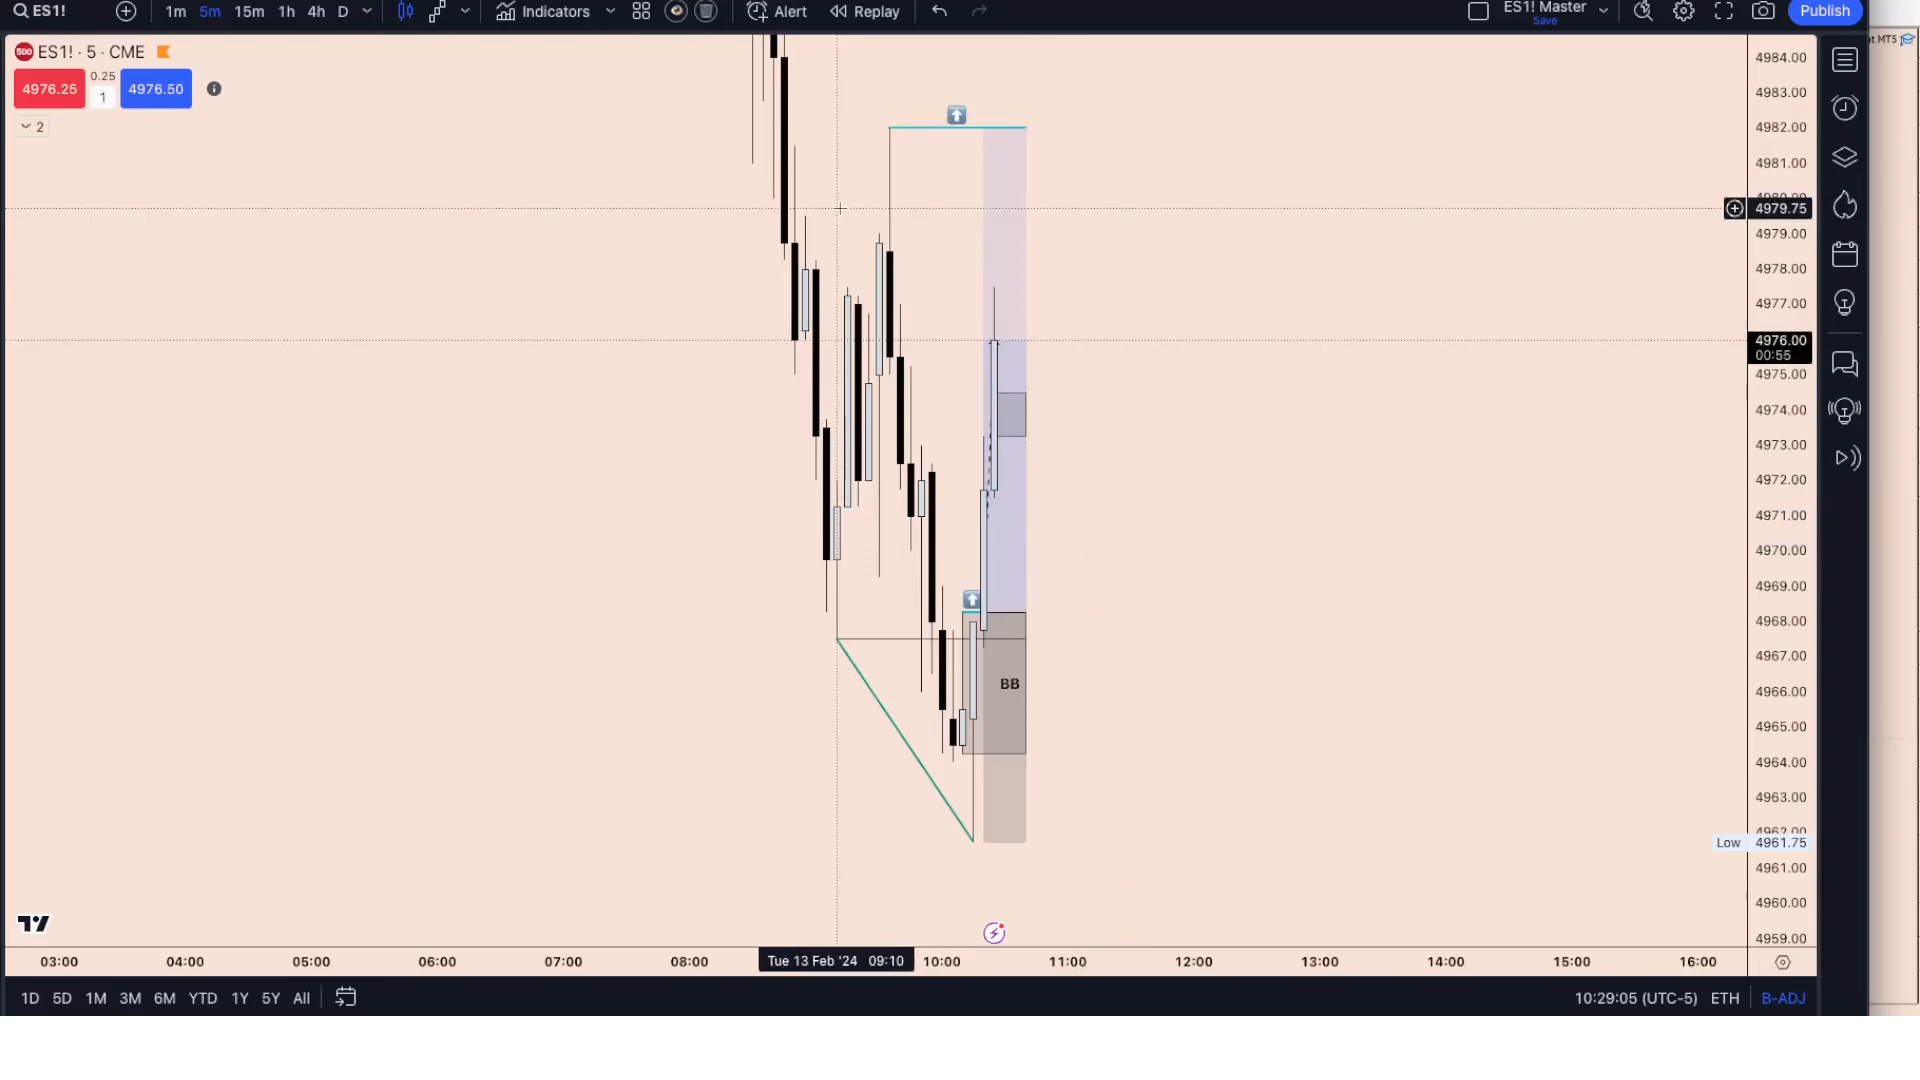 ES1!
1m 5m 15m 1h 4h D
Indicators
Alert
Replay
ES1! Master
Save
Publish
500 ES1! · 5 · CME
4976.25
0.25
1
4976.50
2
t MT5
4984.00
4983.00
4982.00
4981.00
4980.00
4979.75
4979.00
4978.00
4977.00
4976.00
00:55
4975.00
4974.00
4973.00
4972.00
4971.00
4970.00
4969.00
4968.00
4967.00
BB
4966.00
4965.00
4964.00
4963.00
4962.00
Low 4961.75
4961.00
4960.00
4959.00
03:00 04:00 05:00 06:00 07:00 08:00 Tue 13 Feb '24 09:10 10:00 11:00 12:00 13:00 14:00 15:00 16:00
1D 5D 1M 3M 6M YTD 1Y 5Y All
10:29:05 (UTC-5) ETH B-ADJ